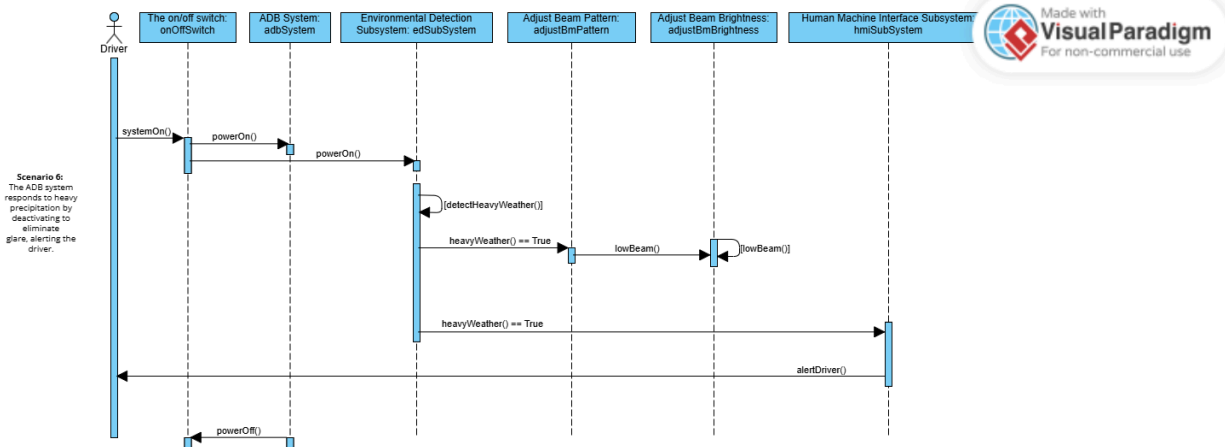 The on/off switch:
onOffSwitch
ADB System:
adbSystem
Environmental Detection
Subsystem: edSubSystem
Adjust Beam Pattern:
adjustBmPattern
Adjust Beam Brightness:
adjustBmBrightness
Human Machine Interface Subsystem:
hmiSubSystem
Made with
Visual Paradigm
For non-commercial use
Driver
systemOn()
powerOn()
powerOn()
Scenario 6:
The ADB system
responds to heavy
precipitation by
deactivating to
eliminate
glare, alerting the
driver.
[detectHeavyWeather()]
heavyWeather() == True
lowBeam()
[lowBeam()]
heavyWeather() == True
alertDriver()
powerOff()